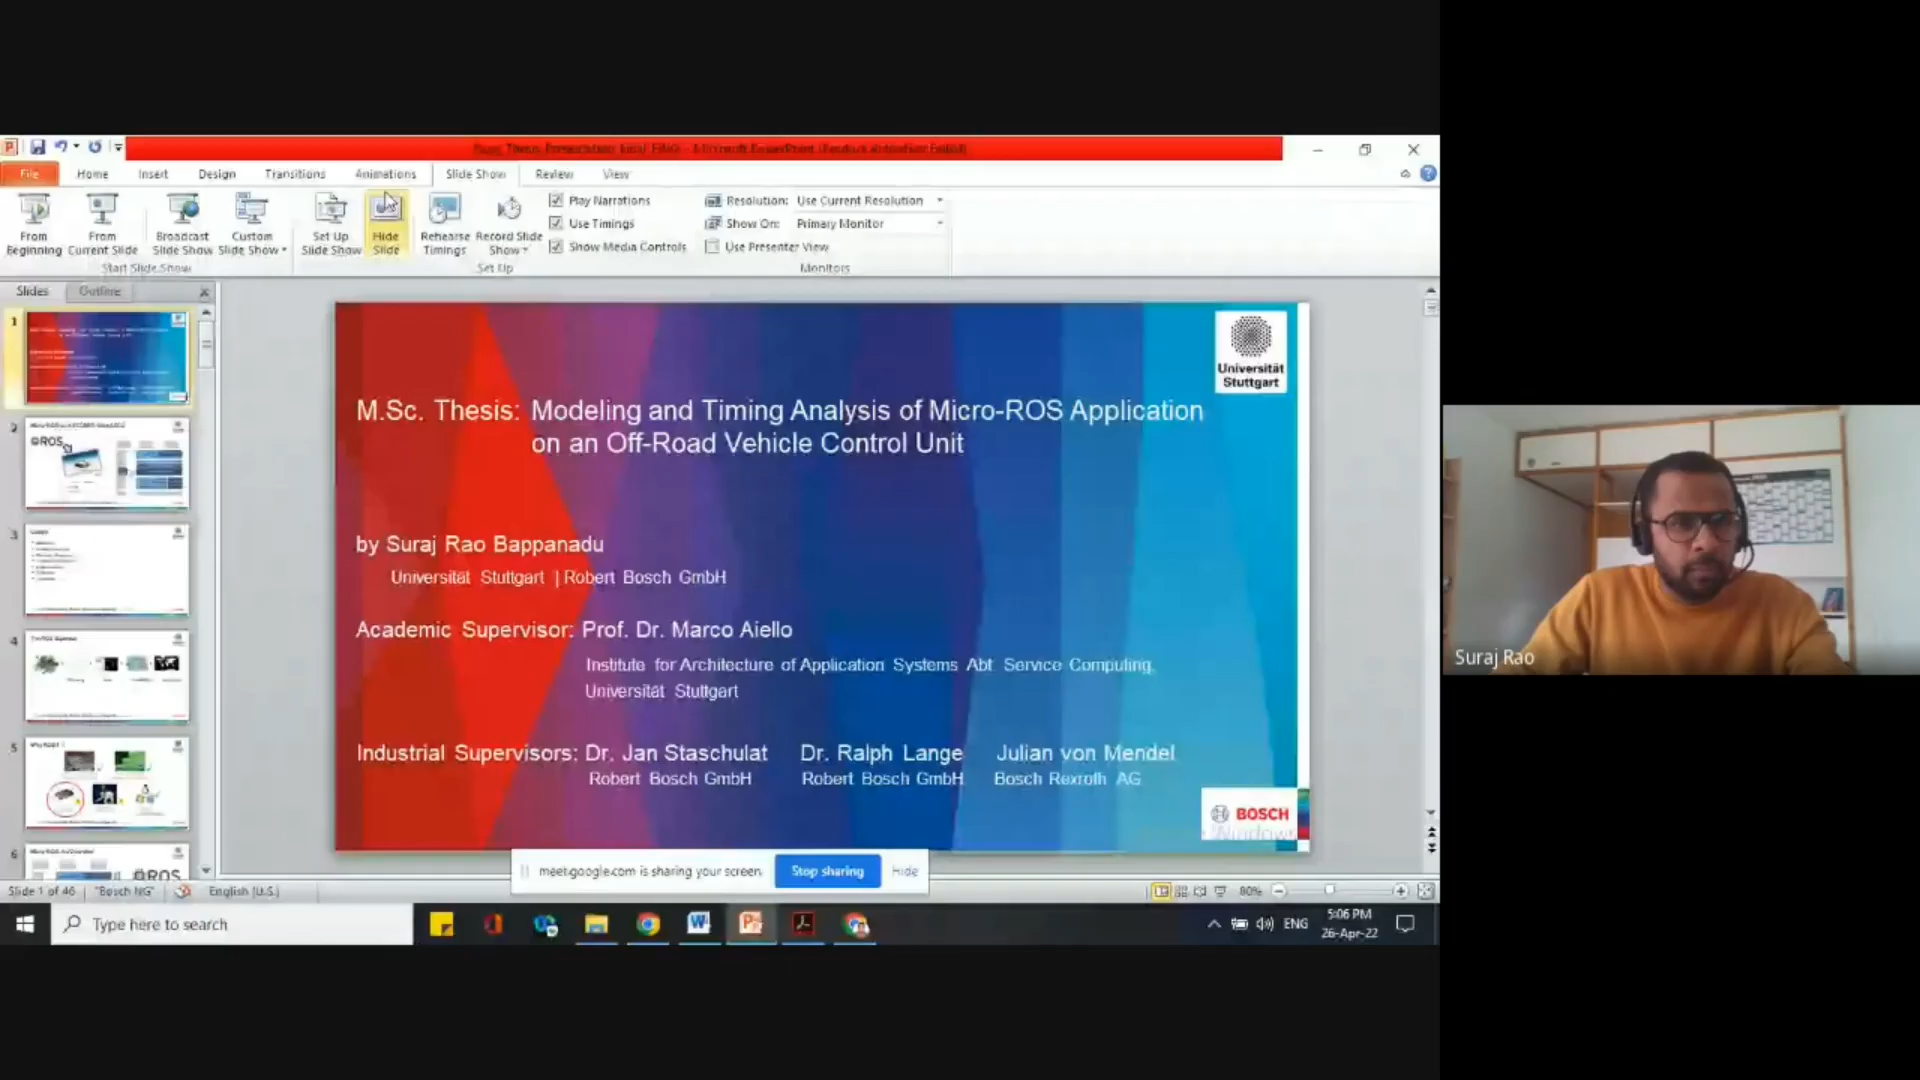 File Home Insert Design Transitions Animations Slide Show Review View
From Beginning
From Current Slide
Broadcast Slide Show
Custom Slide Show
Set Up Slide Show
Hide Slide
Rehearse Timings
Record Slide Show
Play Narrations
Use Timings
Show Media Controls
Resolution: Use Current Resolution
Show On: Primary Monitor
Use Presenter View
Start Slide Show
Set Up
Monitors
Slides Outline
1
2
3
4
5
6
Universität
Stuttgart
M.Sc. Thesis: Modeling and Timing Analysis of Micro-ROS Application
on an Off-Road Vehicle Control Unit
by Suraj Rao Bappanadu
Universität Stuttgart | Robert Bosch GmbH
Academic Supervisor: Prof. Dr. Marco Aiello
Institute for Architecture of Application Systems Abt Service Computing,
Universität Stuttgart
Industrial Supervisors: Dr. Jan Staschulat Dr. Ralph Lange Julian von Mendel
Robert Bosch GmbH Robert Bosch GmbH Bosch Rexroth AG
BOSCH
meet.google.com is sharing your screen. Stop sharing Hide
Slide 1 of 46 "Bosch NG" English (U.S.) 80%
Type here to search
ENG
5:06 PM
26-Apr-22
Suraj Rao